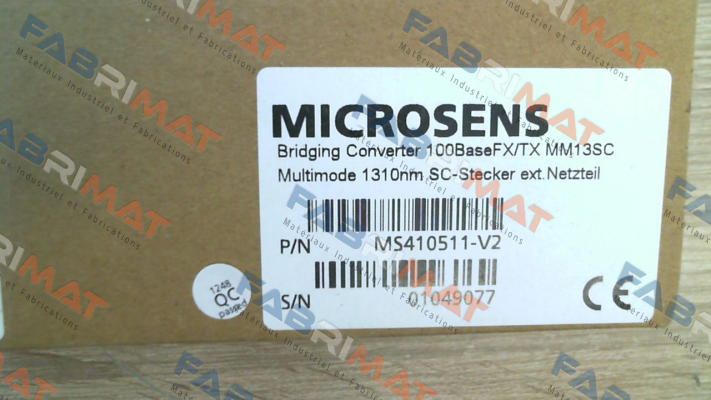 MICROSENS
Bridging Converter 100BaseFX/TX MM13SC
Multimode 1310nm SC-Stecker ext.Netzteil
P/N MS410511-V2
S/N 01049077
CE
1248
QC
passed
FABRIMAT
Matériaux Industriel et Fabrications